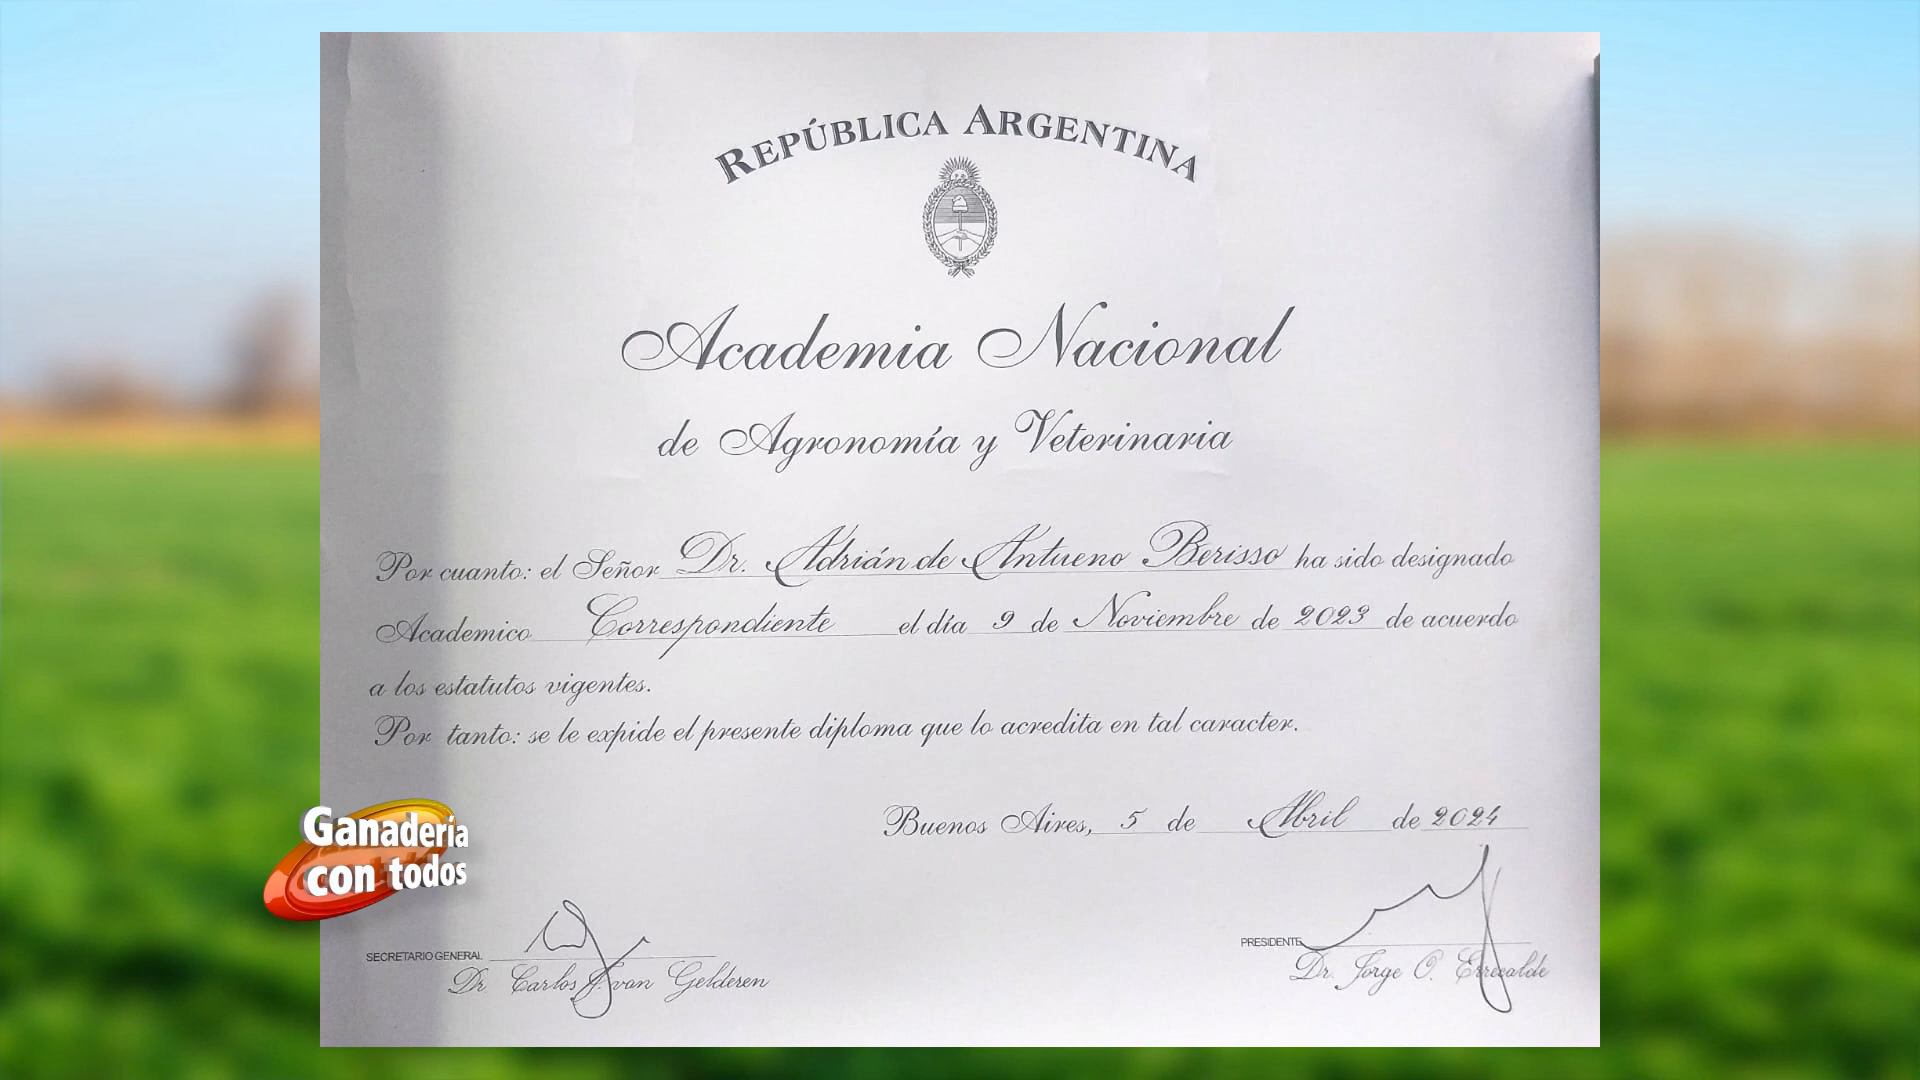 REPÚBLICA ARGENTINA
Academia Nacional
de Agronomía y Veterinaria
Por cuanto: el Señor Dr. Adrián de Antueno Berisso ha sido designado
Academico Correspondiente el día 9 de Noviembre de 2023 de acuerdo
a los estatutos vigentes.
Por tanto: se le expide el presente diploma que lo acredita en tal caracter.
Buenos Aires, 5 de Abril de 2024
Ganadería
con todos
SECRETARIO GENERAL
Dr. Carlos J. van Gelderen
PRESIDENTE
Dr. Jorge O. Errecalde